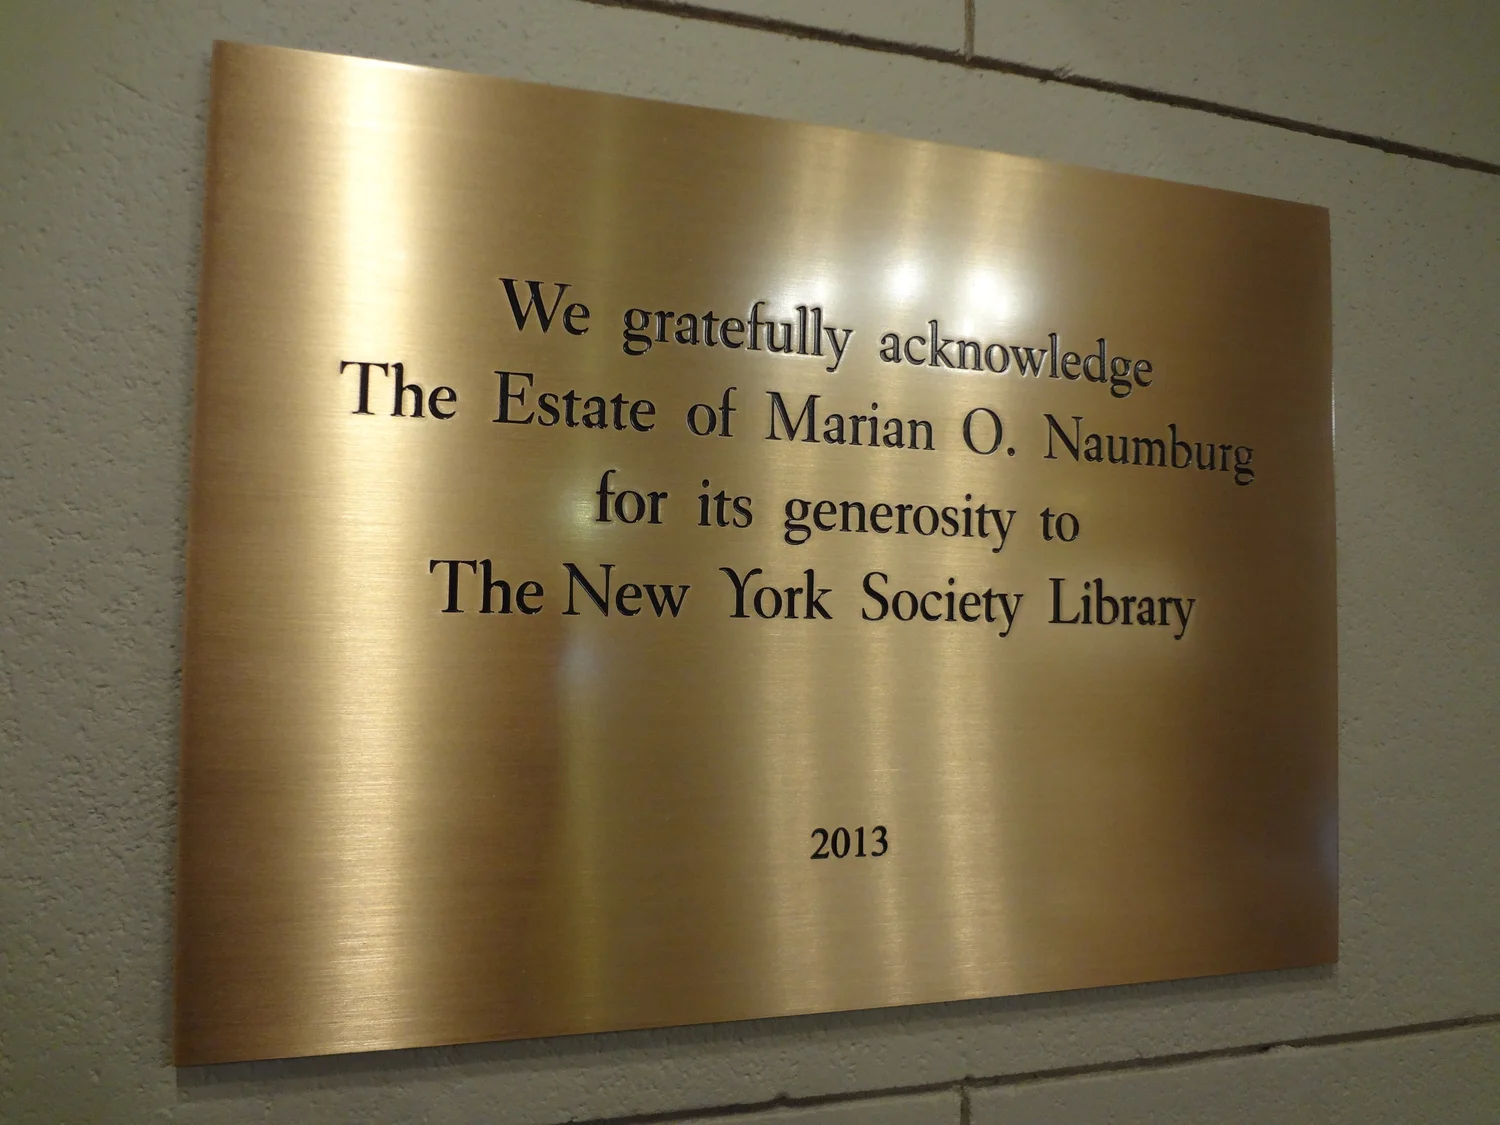 We gratefully acknowledge
The Estate of Marian O. Naumburg
for its generosity to
The New York Society Library
2013